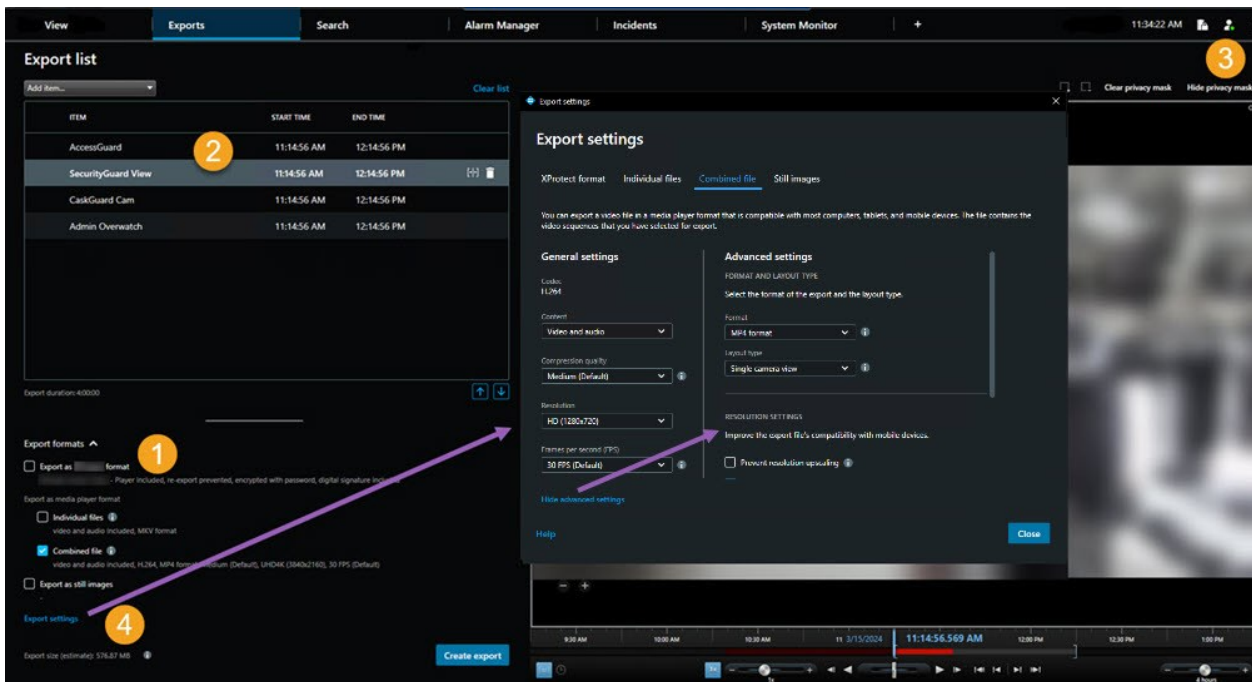 View Exports Search Alarm Manager Incidents System Monitor + 11:34:22 AM
Export list
3
Add item... Clear list
Clear privacy mask Hide privacy mask
ITEM START TIME END TIME
AccessGuard 11:14:56 AM 12:14:56 PM
2
SecurityGuard View 11:14:56 AM 12:14:56 PM
CaskGuard Cam 11:14:56 AM 12:14:56 PM
Admin Overwatch 11:14:56 AM 12:14:56 PM
Export duration: 4:00:00
Export formats
1
Export as format
- Player included, re-export prevented, encrypted with password, digital signature included
Export as media player format
Individual files
video and audio included, MKV format
Combined file
video and audio included, H.264, MP4 format, Medium (Default), UHD4K (3840x2160), 30 FPS (Default)
Export as still images
Export settings
4
Export size (estimate): 576.87 MB
Create export
Export settings
Export settings
XProtect format Individual files Combined file Still images
You can export a video file in a media player format that is compatible with most computers, tablets, and mobile devices. The file contains the
video sequences that you have selected for export.
General settings
Codec
H.264
Content
Video and audio
Compression quality
Medium (Default)
Resolution
HD (1280x720)
Frames per second (FPS)
30 FPS (Default)
Hide advanced settings
Help
Advanced settings
FORMAT AND LAYOUT TYPE
Select the format of the export and the layout type.
Format
MP4 format
Layout type
Single camera view
RESOLUTION SETTINGS
Improve the export file's compatibility with mobile devices.
Prevent resolution upscaling
Close
9:30 AM 10:00 AM 10:30 AM 11 3/15/2024 11:14:56.569 AM 12:00 PM 12:30 PM 1:00 PM
1x 4 hours